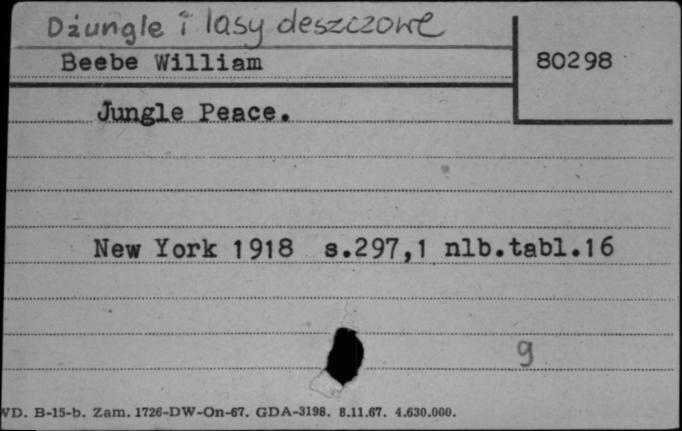 Dżungle i lasy deszczowe
Beebe William
80298
Jungle Peace.
New York 1918 s.297,1 nlb.tabl.16
g
VD. B-15-b. Zam. 1726-DW-On-67. GDA-3198. 8.11.67. 4.630.000.